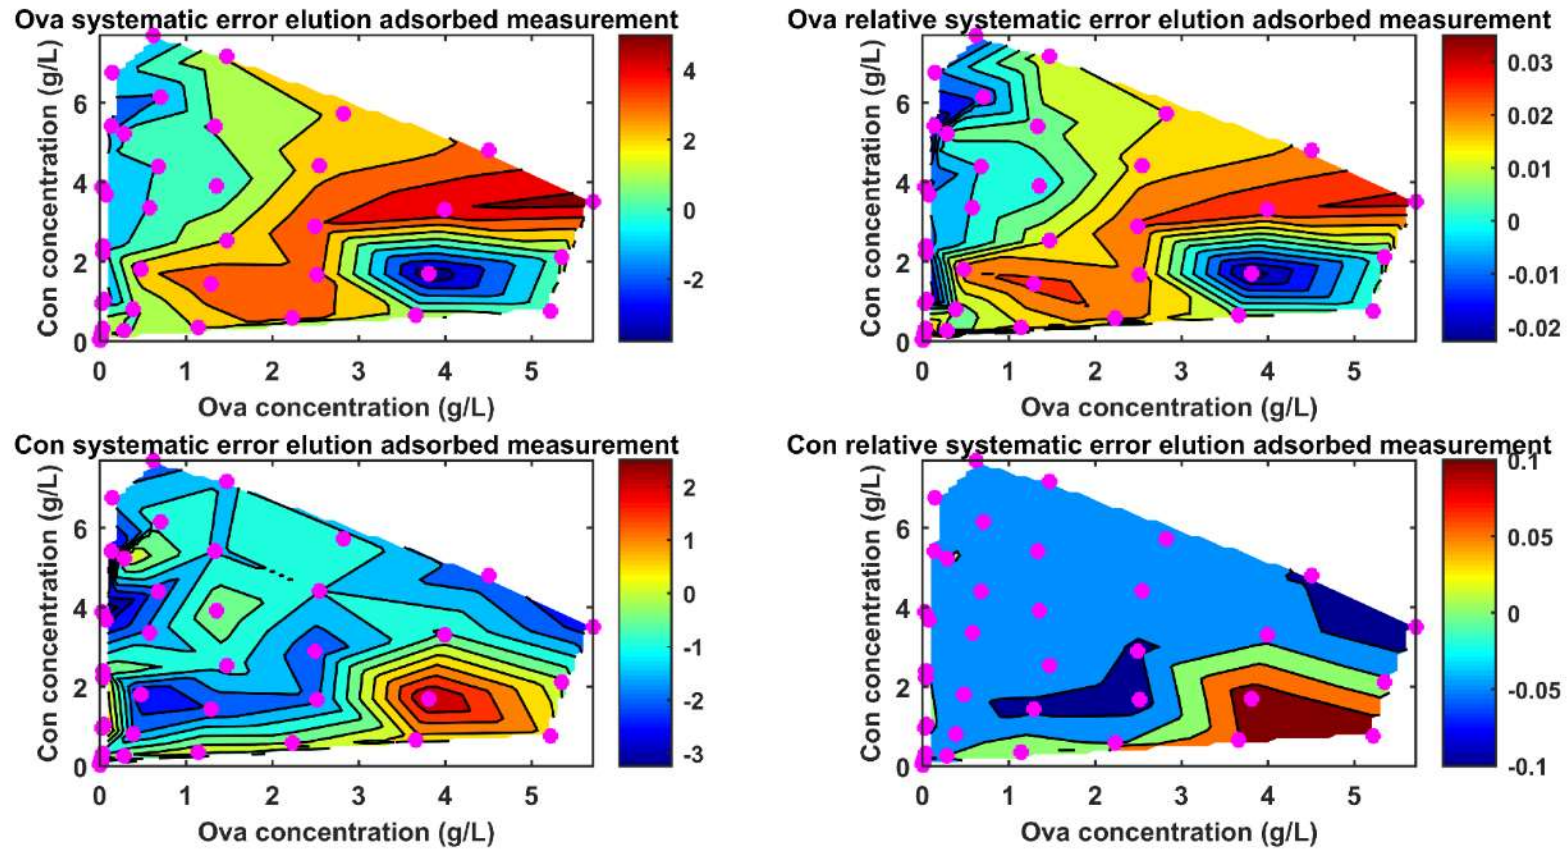 Ova systematic error elution adsorbed measurement
Con concentration (g/L)
6
4
2
0
0 1 2 3 4 5
Ova concentration (g/L)
4
2
0
-2
Ova relative systematic error elution adsorbed measurement
Con concentration (g/L)
6
4
2
0
0 1 2 3 4 5
Ova concentration (g/L)
0.03
0.02
0.01
0
-0.01
-0.02
Con systematic error elution adsorbed measurement
Con concentration (g/L)
6
4
2
0
0 1 2 3 4 5
Ova concentration (g/L)
2
1
0
-1
-2
-3
Con relative systematic error elution adsorbed measurement
Con concentration (g/L)
6
4
2
0
0 1 2 3 4 5
Ova concentration (g/L)
0.1
0.05
0
-0.05
-0.1